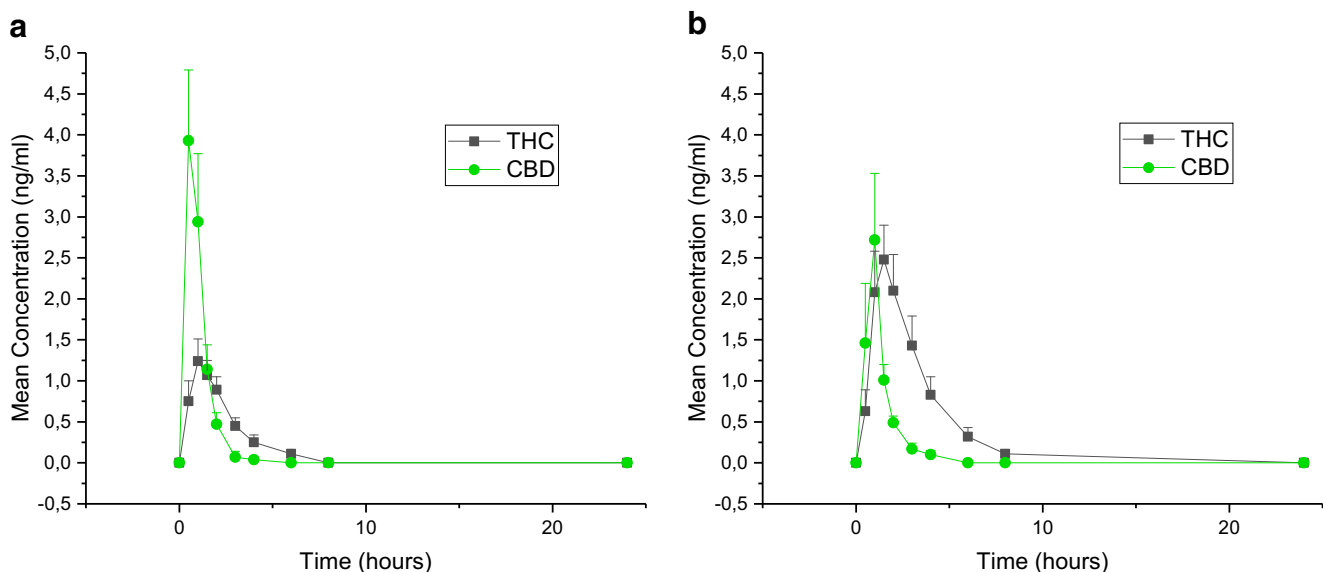 a
5,0
4,5
4,0
3,5
3,0
2,5
2,0
1,5
1,0
0,5
0,0
-0,5
Mean Concentration (ng/ml)
THC
CBD
0 10 20
Time (hours)
b
5,0
4,5
4,0
3,5
3,0
2,5
2,0
1,5
1,0
0,5
0,0
-0,5
Mean Concentration (ng/ml)
THC
CBD
0 10 20
Time (hours)